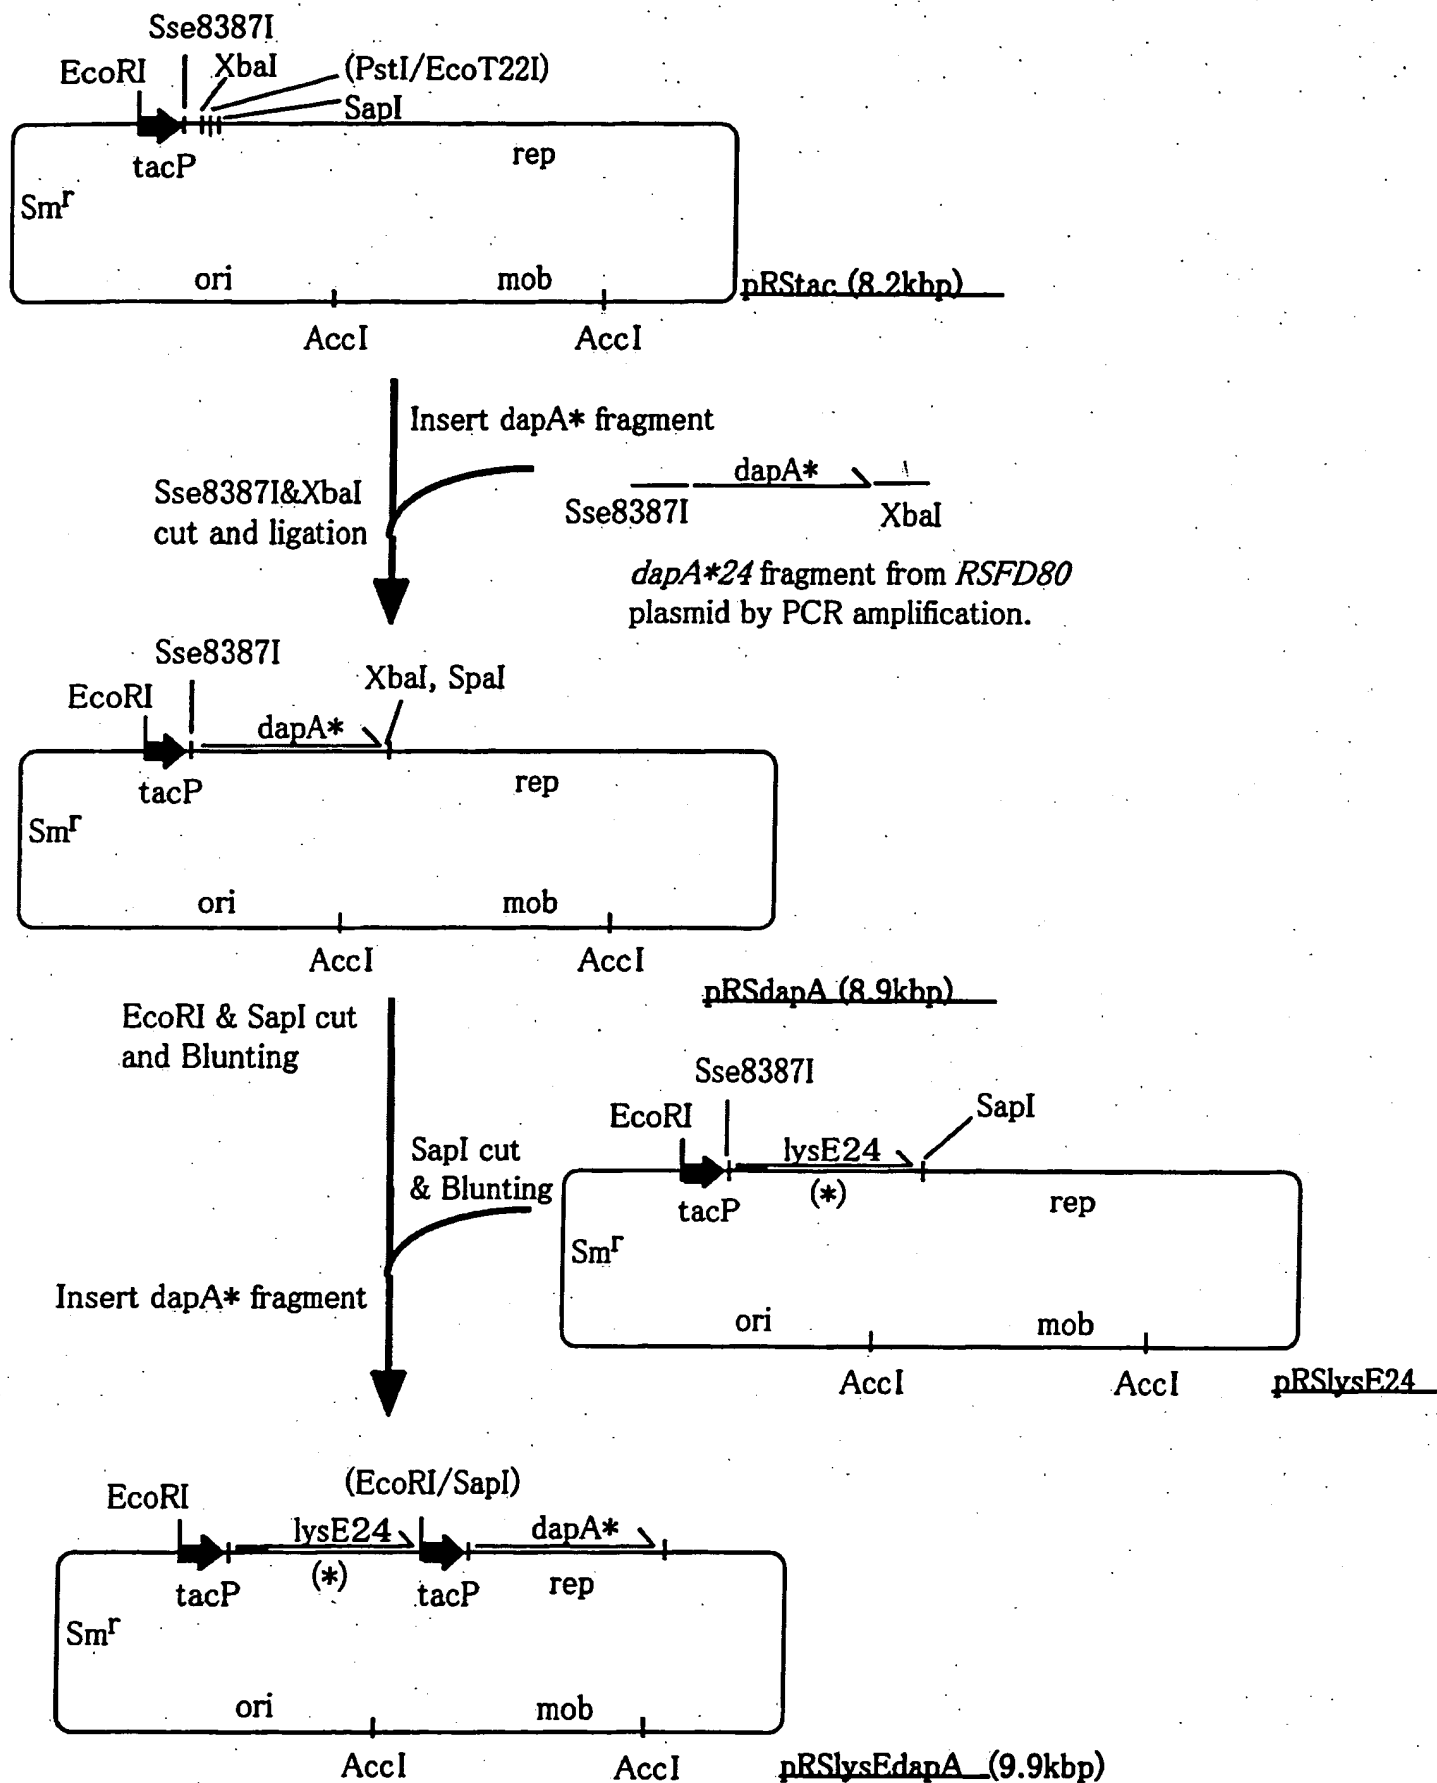 Sse8387I
EcoRI
XbaI
(PstI/EcoT22I)
SapI
tacP
rep
Smr
ori
mob
pRStac (8.2kbp)
AccI
AccI
Insert dapA* fragment
Sse8387I&XbaI
cut and ligation
dapA*
Sse8387I
XbaI
dapA*24 fragment from RSFD80
plasmid by PCR amplification.
Sse8387I
XbaI, SpaI
EcoRI
dapA*
tacP
rep
Smr
ori
mob
AccI
AccI
pRSdapA (8.9kbp)
EcoRI & SapI cut
and Blunting
Sse8387I
EcoRI
SapI
lysE24
SapI cut
& Blunting
(*)
tacP
rep
Smr
Insert dapA* fragment
ori
mob
AccI
AccI
pRSlysE24
(EcoRI/SapI)
EcoRI
lysE24
dapA*
(*)
tacP
tacP
rep
Smr
ori
mob
AccI
AccI
pRSlysEdapA (9.9kbp)